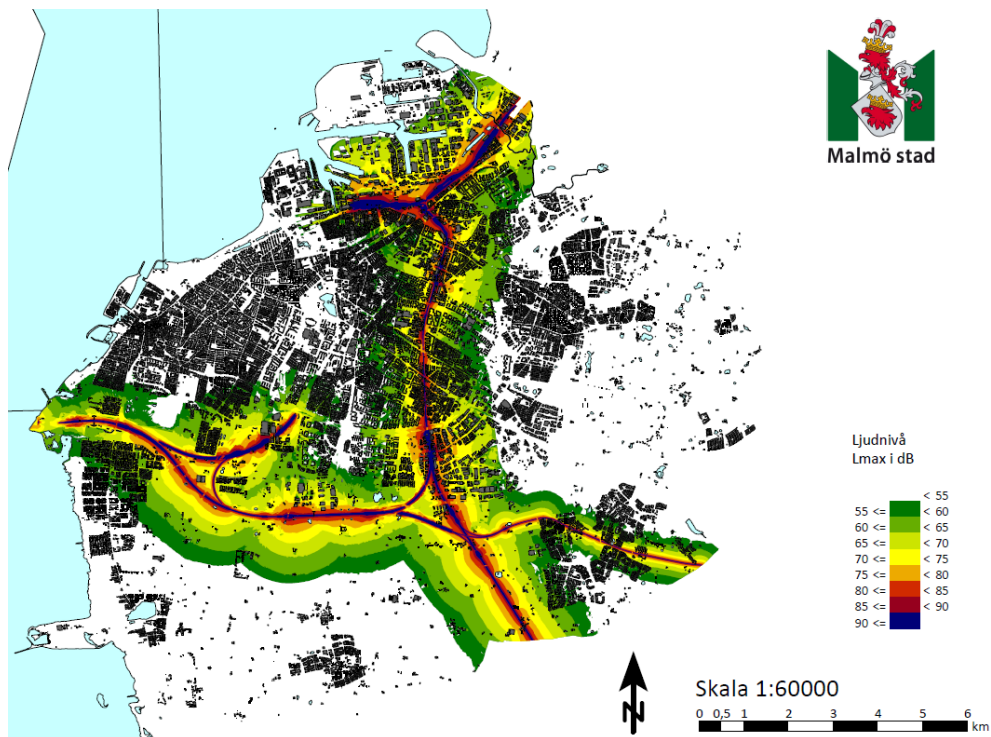 Malmö stad
Ljudnivå
Lmax i dB
< 55
55 <= < 60
60 <= < 65
65 <= < 70
70 <= < 75
75 <= < 80
80 <= < 85
85 <= < 90
90 <=
N
Skala 1:60000
0 0,5 1 2 3 4 5 6
km